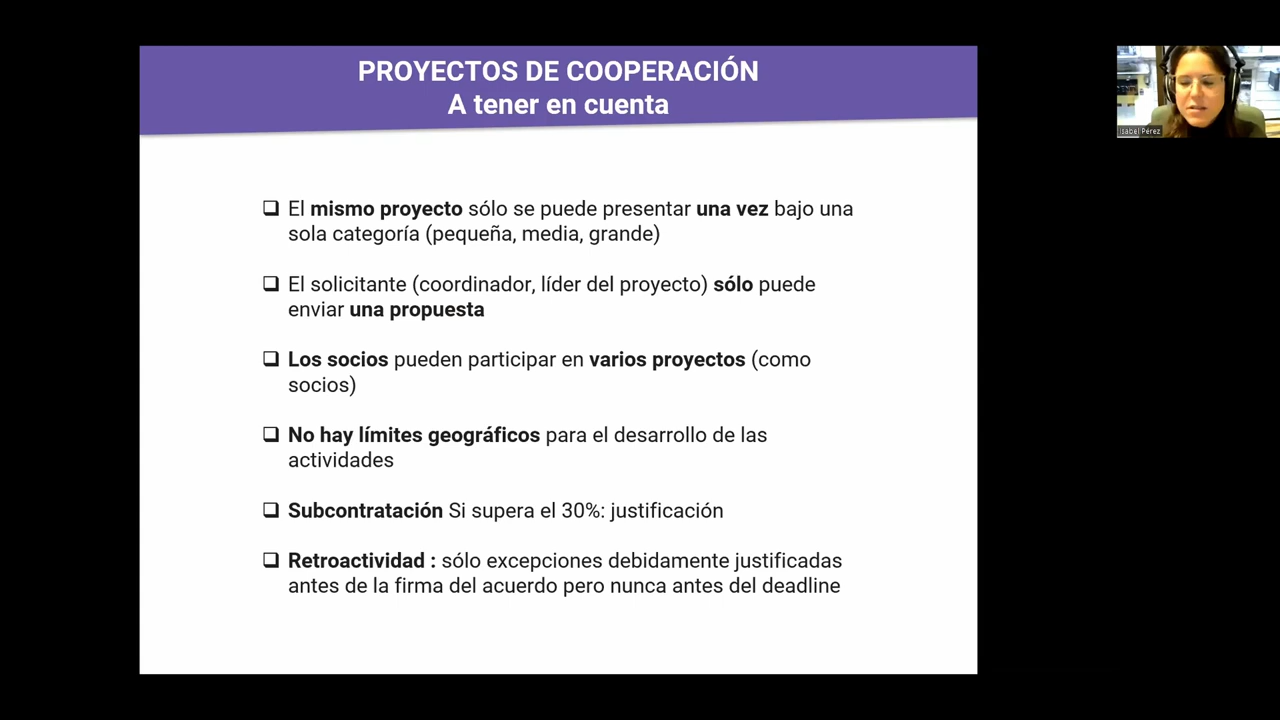 PROYECTOS DE COOPERACIÓN
A tener en cuenta
❑ El mismo proyecto sólo se puede presentar una vez bajo una
sola categoría (pequeña, media, grande)
❑ El solicitante (coordinador, líder del proyecto) sólo puede
enviar una propuesta
❑ Los socios pueden participar en varios proyectos (como
socios)
❑ No hay límites geográficos para el desarrollo de las
actividades
❑ Subcontratación Si supera el 30%: justificación
❑ Retroactividad : sólo excepciones debidamente justificadas
antes de la firma del acuerdo pero nunca antes del deadline
Isabel Pérez